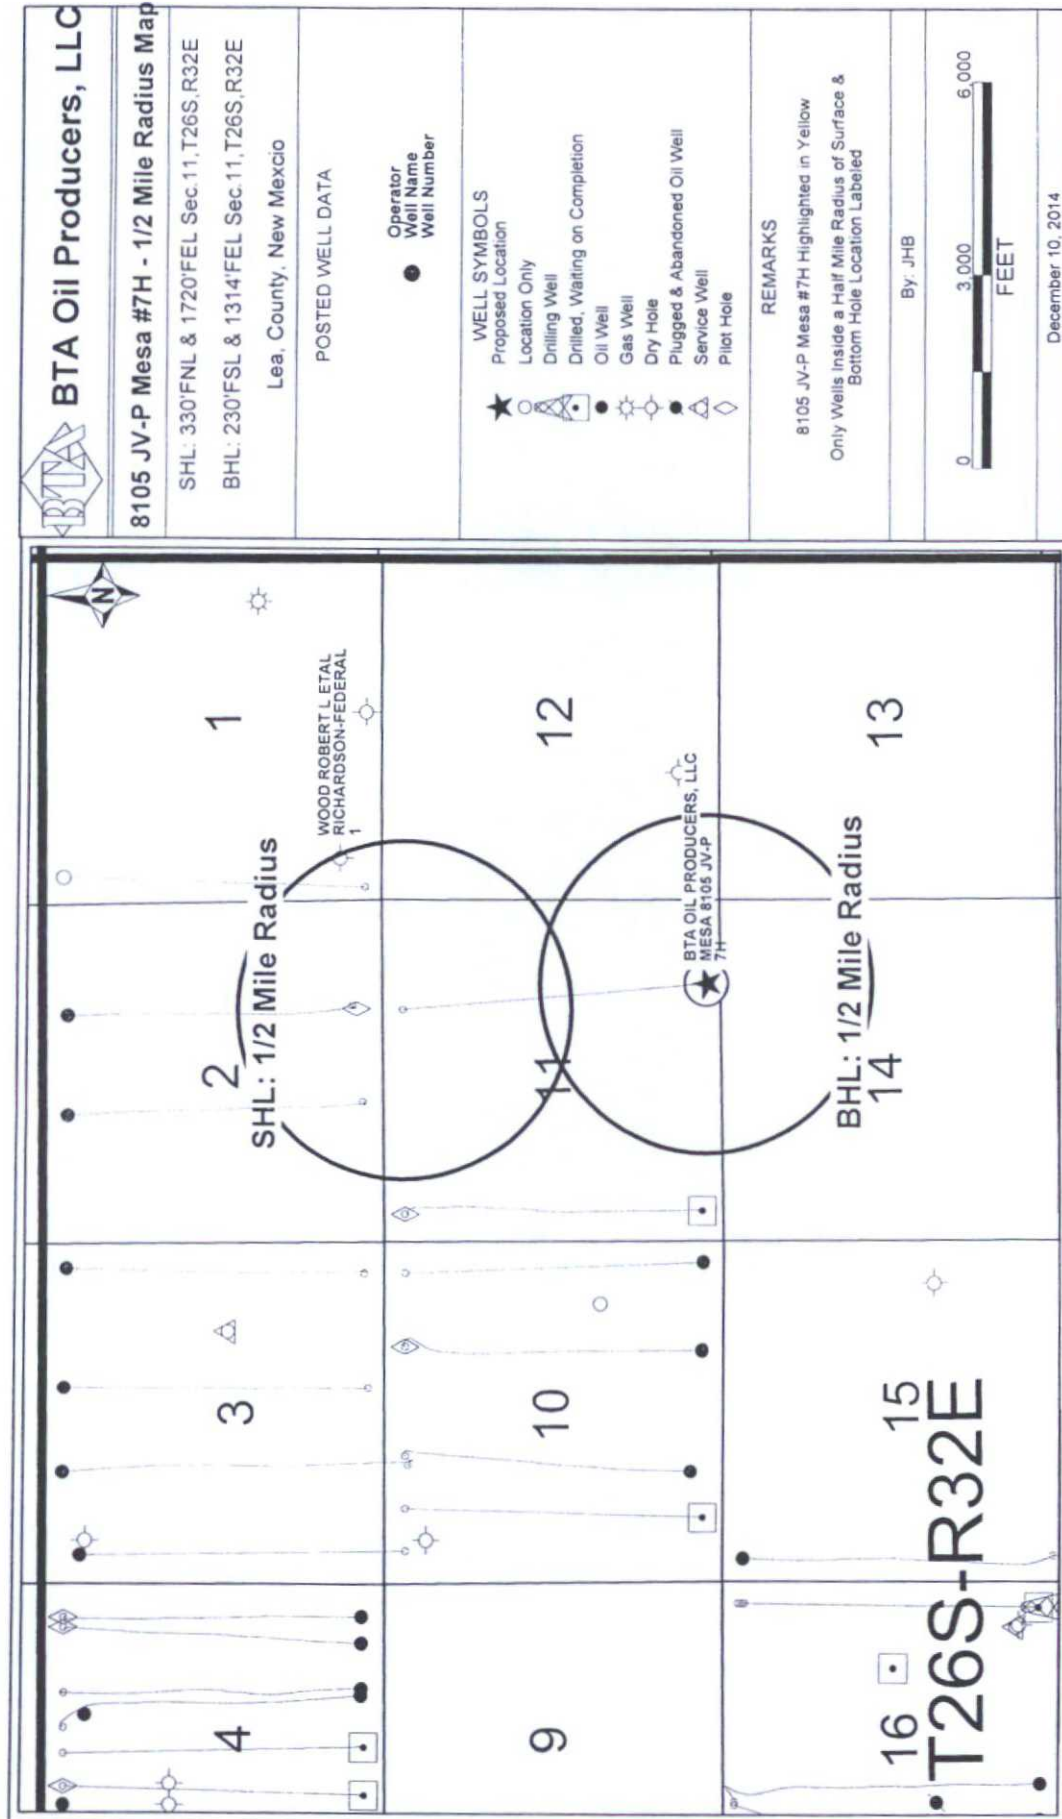 BTA
BTA Oil Producers, LLC
8105 JV-P Mesa #7H - 1/2 Mile Radius Map
SHL: 330'FNL & 1720'FEL Sec.11,T26S,R32E
BHL: 230'FSL & 1314'FEL Sec.11,T26S,R32E
Lea, County, New Mexcio
POSTED WELL DATA
Operator
Well Name
Well Number
WELL SYMBOLS
Proposed Location
Location Only
Drilling Well
Drilled, Waiting on Completion
Oil Well
Gas Well
Dry Hole
Plugged & Abandoned Oil Well
Service Well
Pilot Hole
REMARKS
8105 JV-P Mesa #7H Highlighted in Yellow
Only Wells Inside a Half Mile Radius of Surface &
Bottom Hole Location Labeled
By: JHB
0 3,000 6,000
FEET
December 10, 2014
N
4 3 2 1
WOOD ROBERT L ETAL
RICHARDSON-FEDERAL
1
SHL: 1/2 Mile Radius
9 10 11 12
BTA OIL PRODUCERS, LLC
MESA 8105 JV-P
7H
BHL: 1/2 Mile Radius
16 15 14 13
T26S-R32E